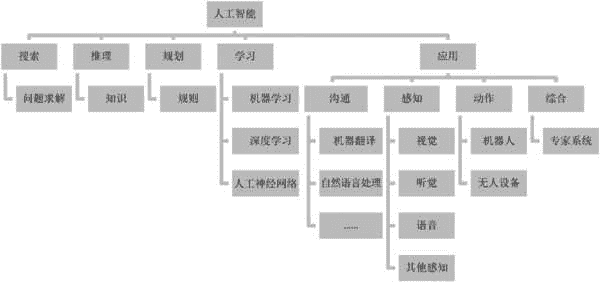 人工智能
搜索
推理
规划
学习
应用
问题求解
知识
规则
机器学习
沟通
感知
动作
综合
深度学习
机器翻译
视觉
机器人
专家系统
人工神经网络
自然语言处理
听觉
无人设备
......
语音
其他感知